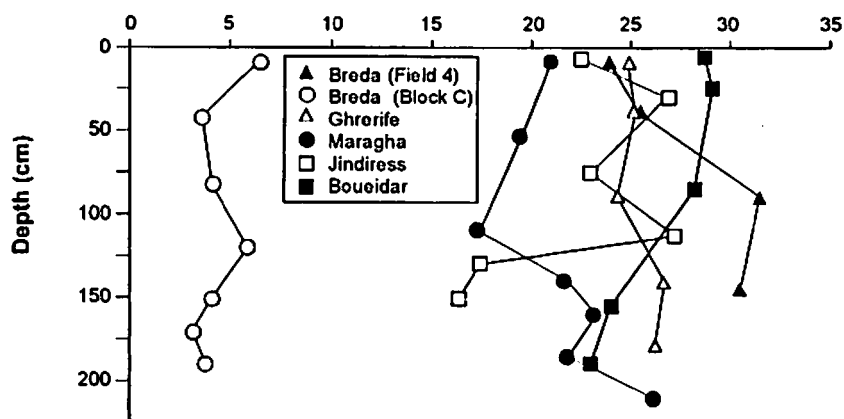 0 5 10 15 20 25 30 35
0
50
100
150
200
Depth (cm)
Breda (Field 4)
Breda (Block C)
Ghrerife
Maragha
Jindiress
Boueidar